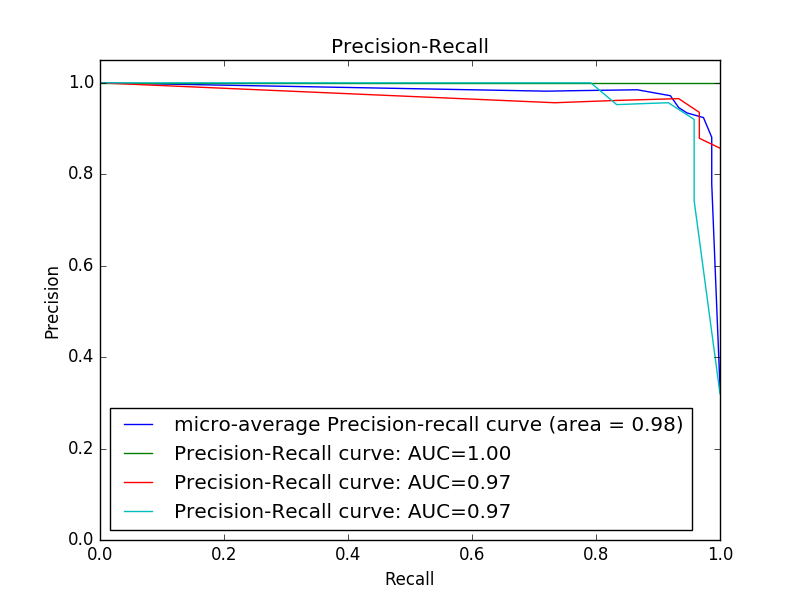 Precision-Recall
1.0
0.8
0.6
0.4
0.2
0.0
Precision
micro-average Precision-recall curve (area = 0.98)
Precision-Recall curve: AUC=1.00
Precision-Recall curve: AUC=0.97
Precision-Recall curve: AUC=0.97
0.0 0.2 0.4 0.6 0.8 1.0
Recall